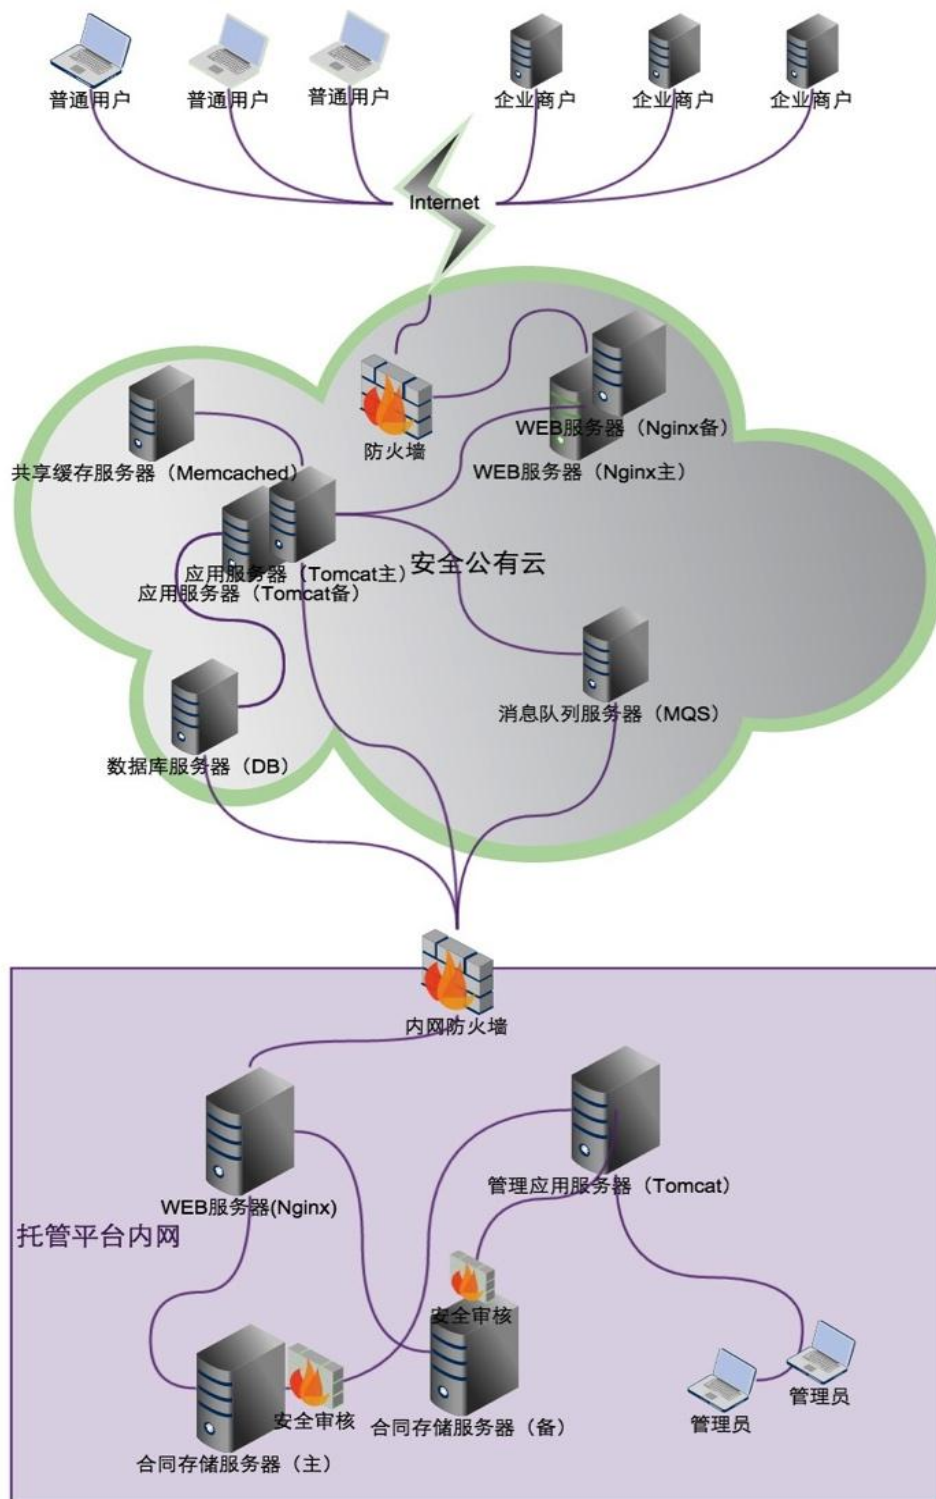 普通用户
普通用户
普通用户
企业商户
企业商户
企业商户
Internet
防火墙
WEB服务器（Nginx备）
WEB服务器（Nginx主）
共享缓存服务器（Memcached）
安全公有云
应用服务器（Tomcat主）
应用服务器（Tomcat备）
消息队列服务器（MQS）
数据库服务器（DB）
内网防火墙
管理应用服务器（Tomcat）
WEB服务器(Nginx)
托管平台内网
安全审核
管理员
管理员
安全审核
合同存储服务器（备）
合同存储服务器（主）